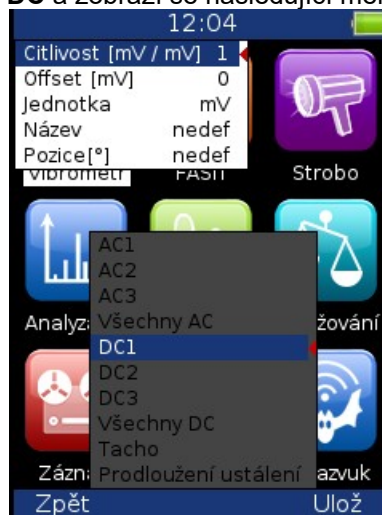 DC a zobrazí se následující
12:04
Citlivost [mV / mV] 1
Offset [mV] 0
Jednotka mV
Název nedef
Pozice[°] nedef
Vibrometr FASIT Strobo
AC1
AC2
AC3
Všechny AC
Analyz žování
DC1
DC2
DC3
Všechny DC
Tacho
Prodloužení ustálení
Zázn azvuk
Zpět Ulož